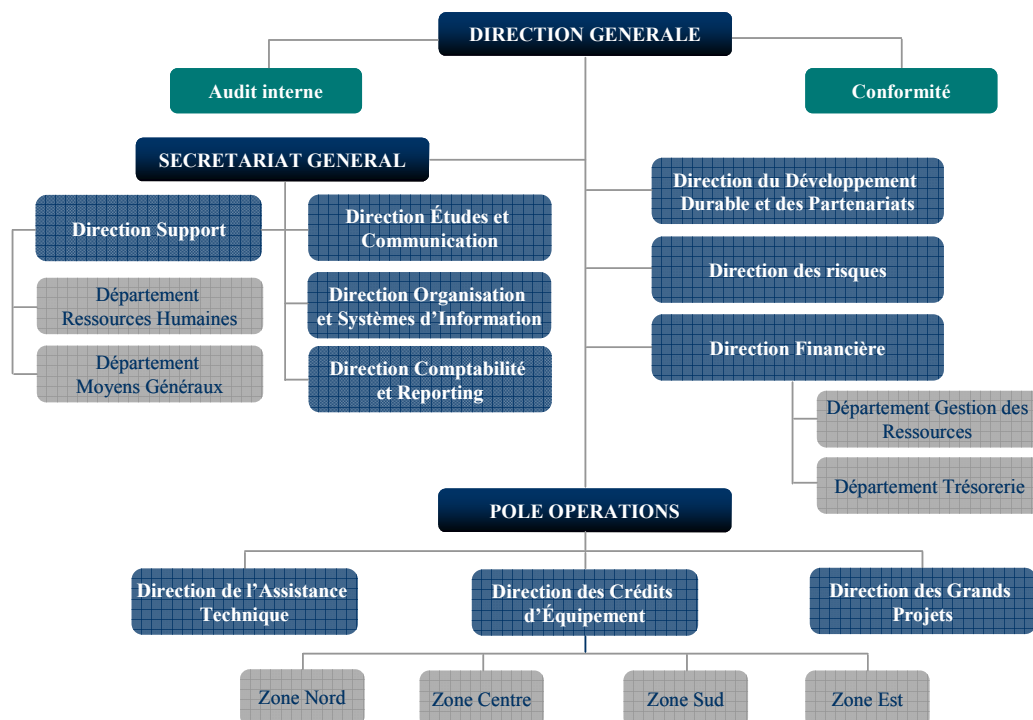 DIRECTION GENERALE
Audit interne
Conformité
SECRETARIAT GENERAL
Direction Support
Département
Ressources Humaines
Département
Moyens Généraux
Direction Études et
Communication
Direction Organisation
et Systèmes d’Information
Direction Comptabilité
et Reporting
Direction du Développement
Durable et des Partenariats
Direction des risques
Direction Financière
Département Gestion des
Ressources
Département Trésorerie
POLE OPERATIONS
Direction de l’Assistance
Technique
Direction des Crédits
d’Équipement
Direction des Grands
Projets
Zone Nord
Zone Centre
Zone Sud
Zone Est